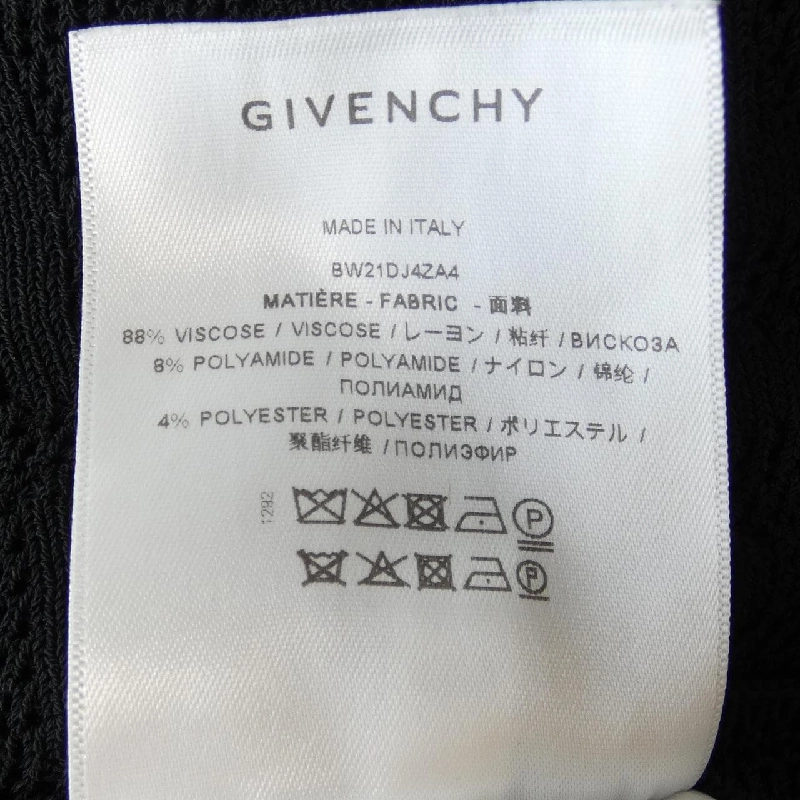 GIVENCHY
MADE IN ITALY
BW21DJ4ZA4
MATIÈRE - FABRIC - 面料
88% VISCOSE / VISCOSE / レーヨン / 粘纤 / ВИСКОЗА
8% POLYAMIDE / POLYAMIDE / ナイロン / 锦纶 /
ПОЛИАМИД
4% POLYESTER / POLYESTER / ポリエステル /
聚酯纤维 / ПОЛИЭФИР
1292
P
P